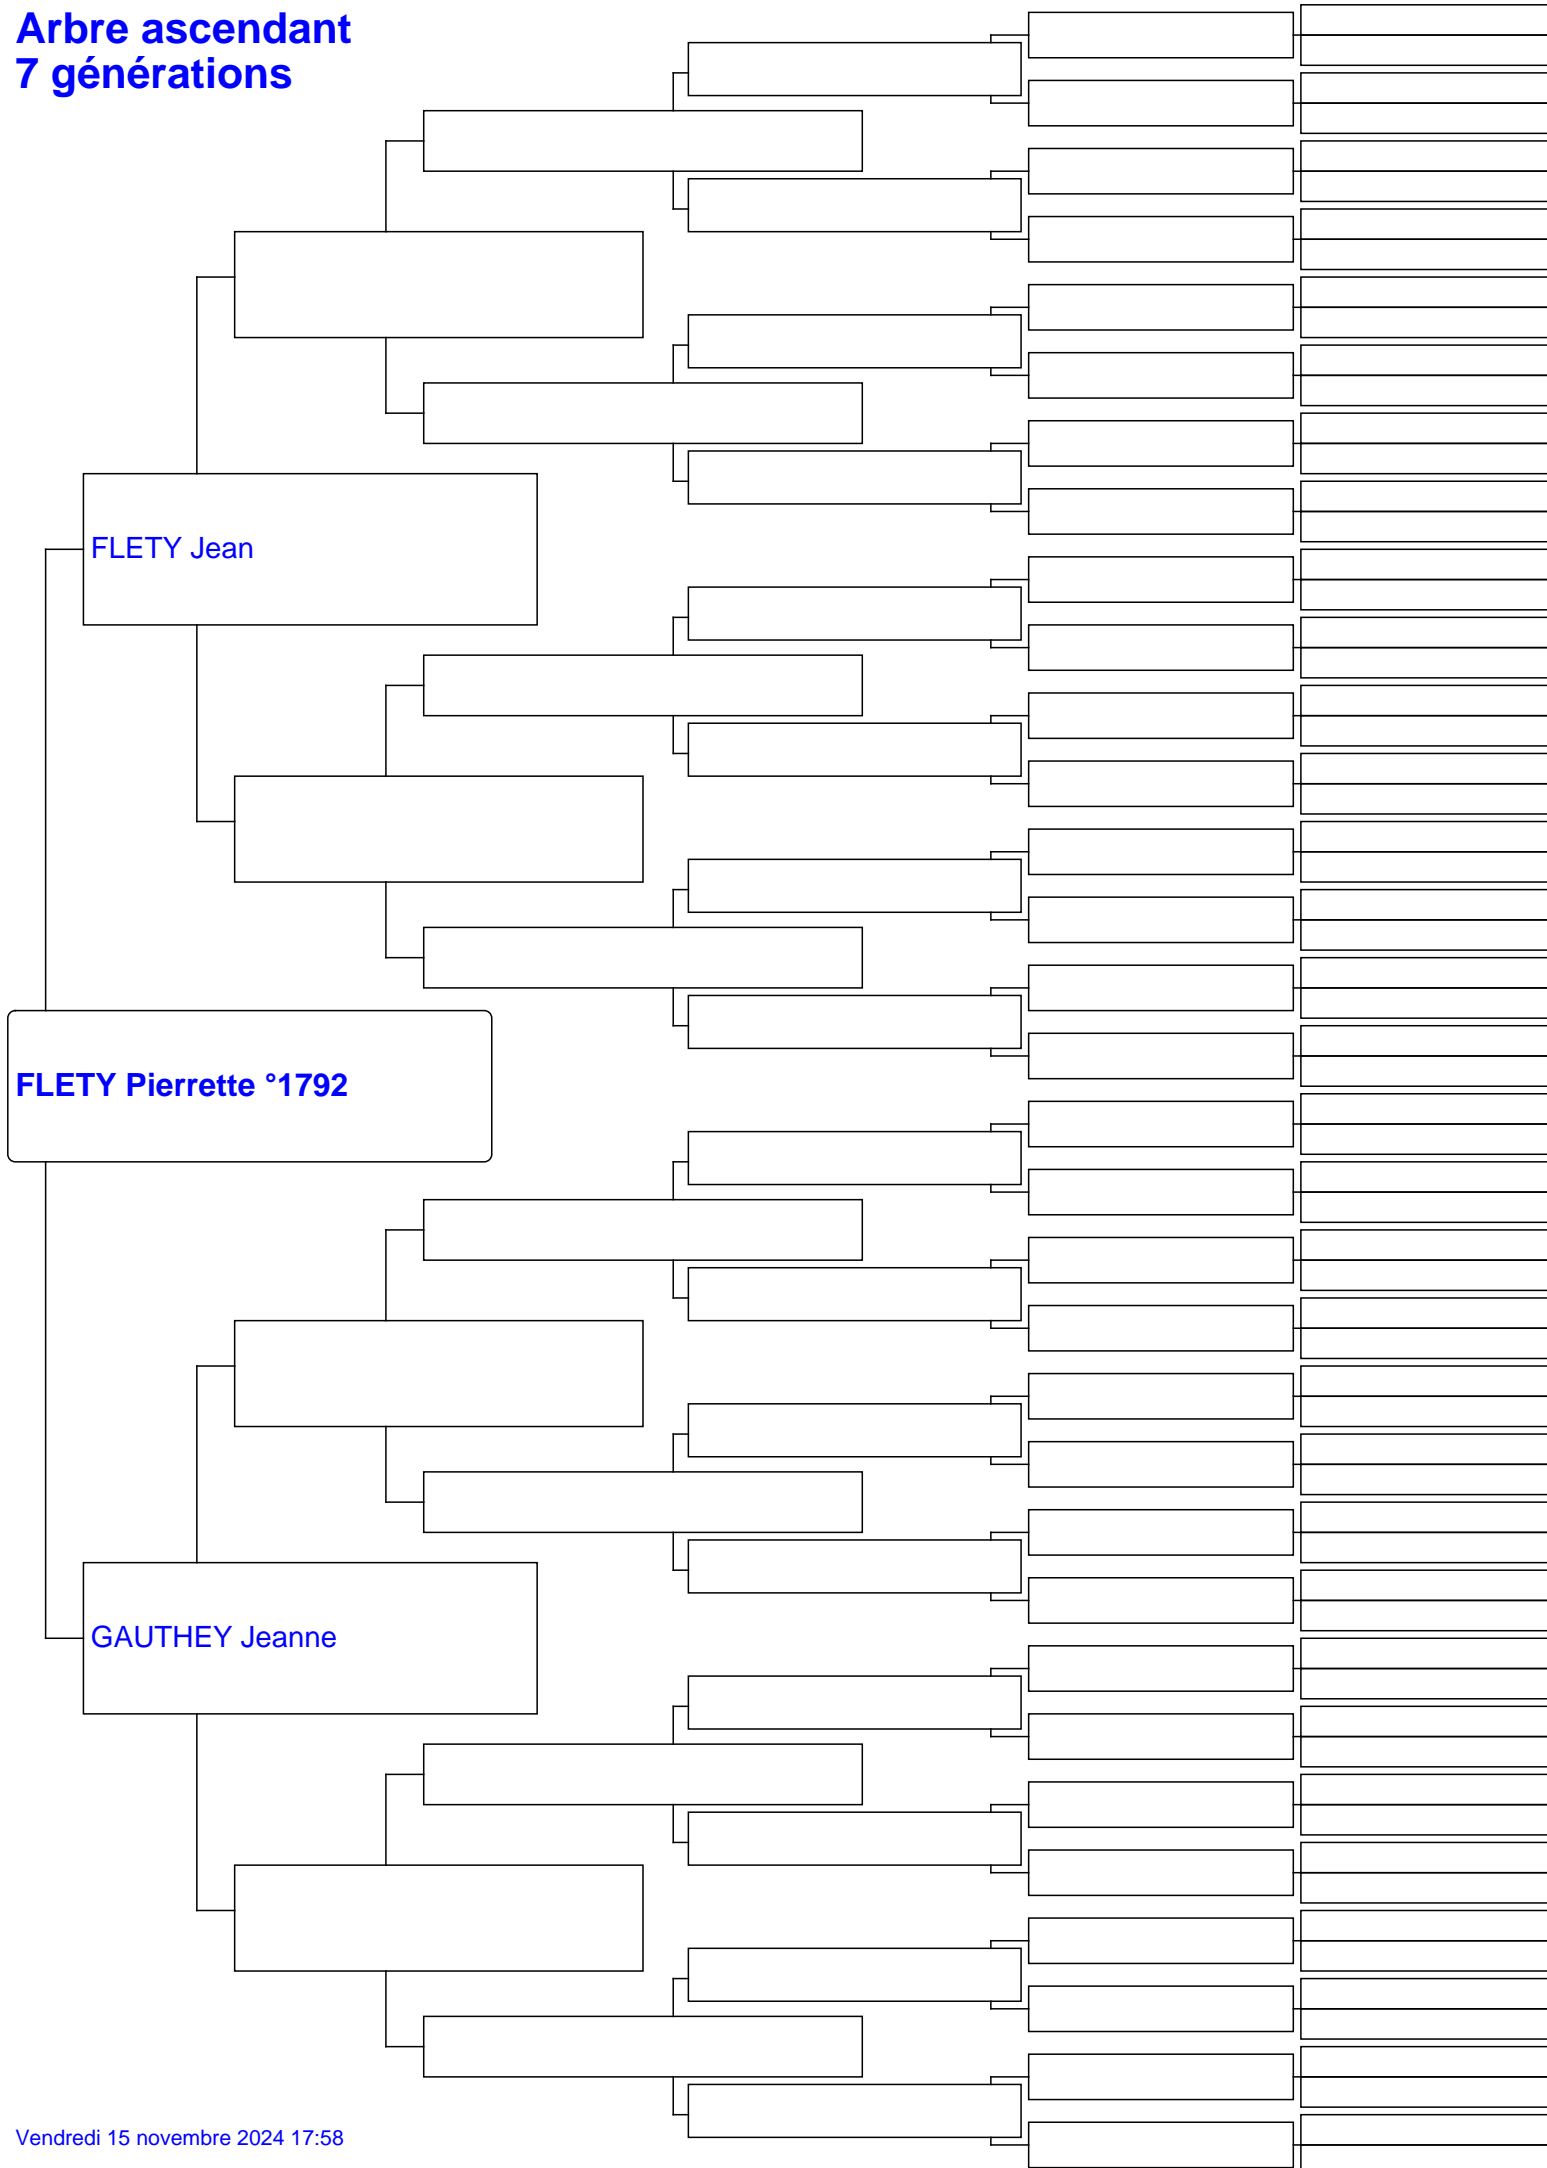 Arbre ascendant
7 générations
FLETY Jean
FLETY Pierrette °1792
GAUTHEY Jeanne
Vendredi 15 novembre 2024 17:58